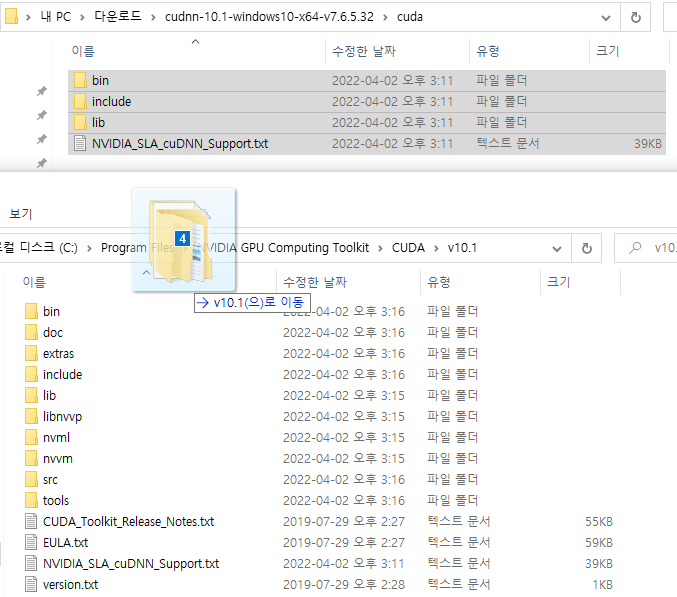 내 PC > 다운로드 > cudnn-10.1-windows10-x64-v7.6.5.32 > cuda
이름 수정한 날짜 유형 크기
bin 2022-04-02 오후 3:11 파일 폴더
include 2022-04-02 오후 3:11 파일 폴더
lib 2022-04-02 오후 3:11 파일 폴더
NVIDIA_SLA_cuDNN_Support.txt 2022-04-02 오후 3:11 텍스트 문서 39KB
보기
4
컬 디스크 (C:) > Program Files > NVIDIA GPU Computing Toolkit > CUDA > v10.1 v10.
이름 수정한 날짜 유형 크기
→ v10.1(으)로 이동
bin 2022-04-02 오후 3:16 파일 폴더
doc 2022-04-02 오후 3:16 파일 폴더
extras 2022-04-02 오후 3:16 파일 폴더
include 2022-04-02 오후 3:16 파일 폴더
lib 2022-04-02 오후 3:15 파일 폴더
libnvvp 2022-04-02 오후 3:15 파일 폴더
nvml 2022-04-02 오후 3:15 파일 폴더
nvvm 2022-04-02 오후 3:15 파일 폴더
src 2022-04-02 오후 3:16 파일 폴더
tools 2022-04-02 오후 3:16 파일 폴더
CUDA_Toolkit_Release_Notes.txt 2019-07-29 오후 2:27 텍스트 문서 55KB
EULA.txt 2019-07-29 오후 2:27 텍스트 문서 59KB
NVIDIA_SLA_cuDNN_Support.txt 2022-04-02 오후 3:11 텍스트 문서 39KB
version.txt 2019-07-29 오후 2:28 텍스트 문서 1KB